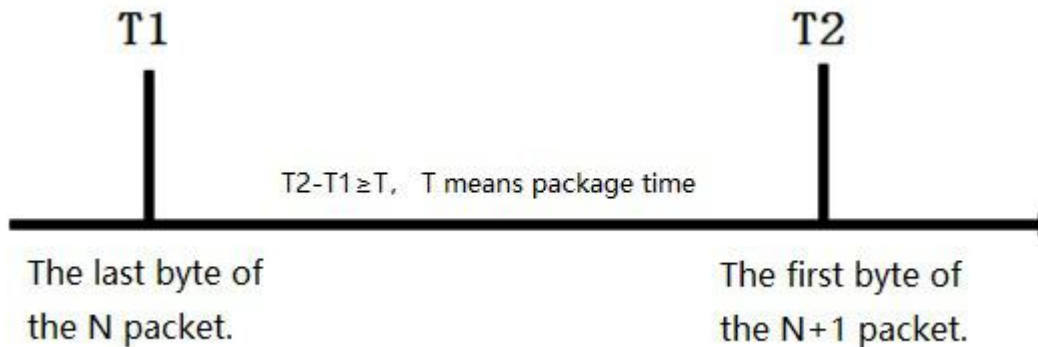 T1 T2
T2-T1≥T, T means package time
The last byte of
the N packet.
The first byte of
the N+1 packet.